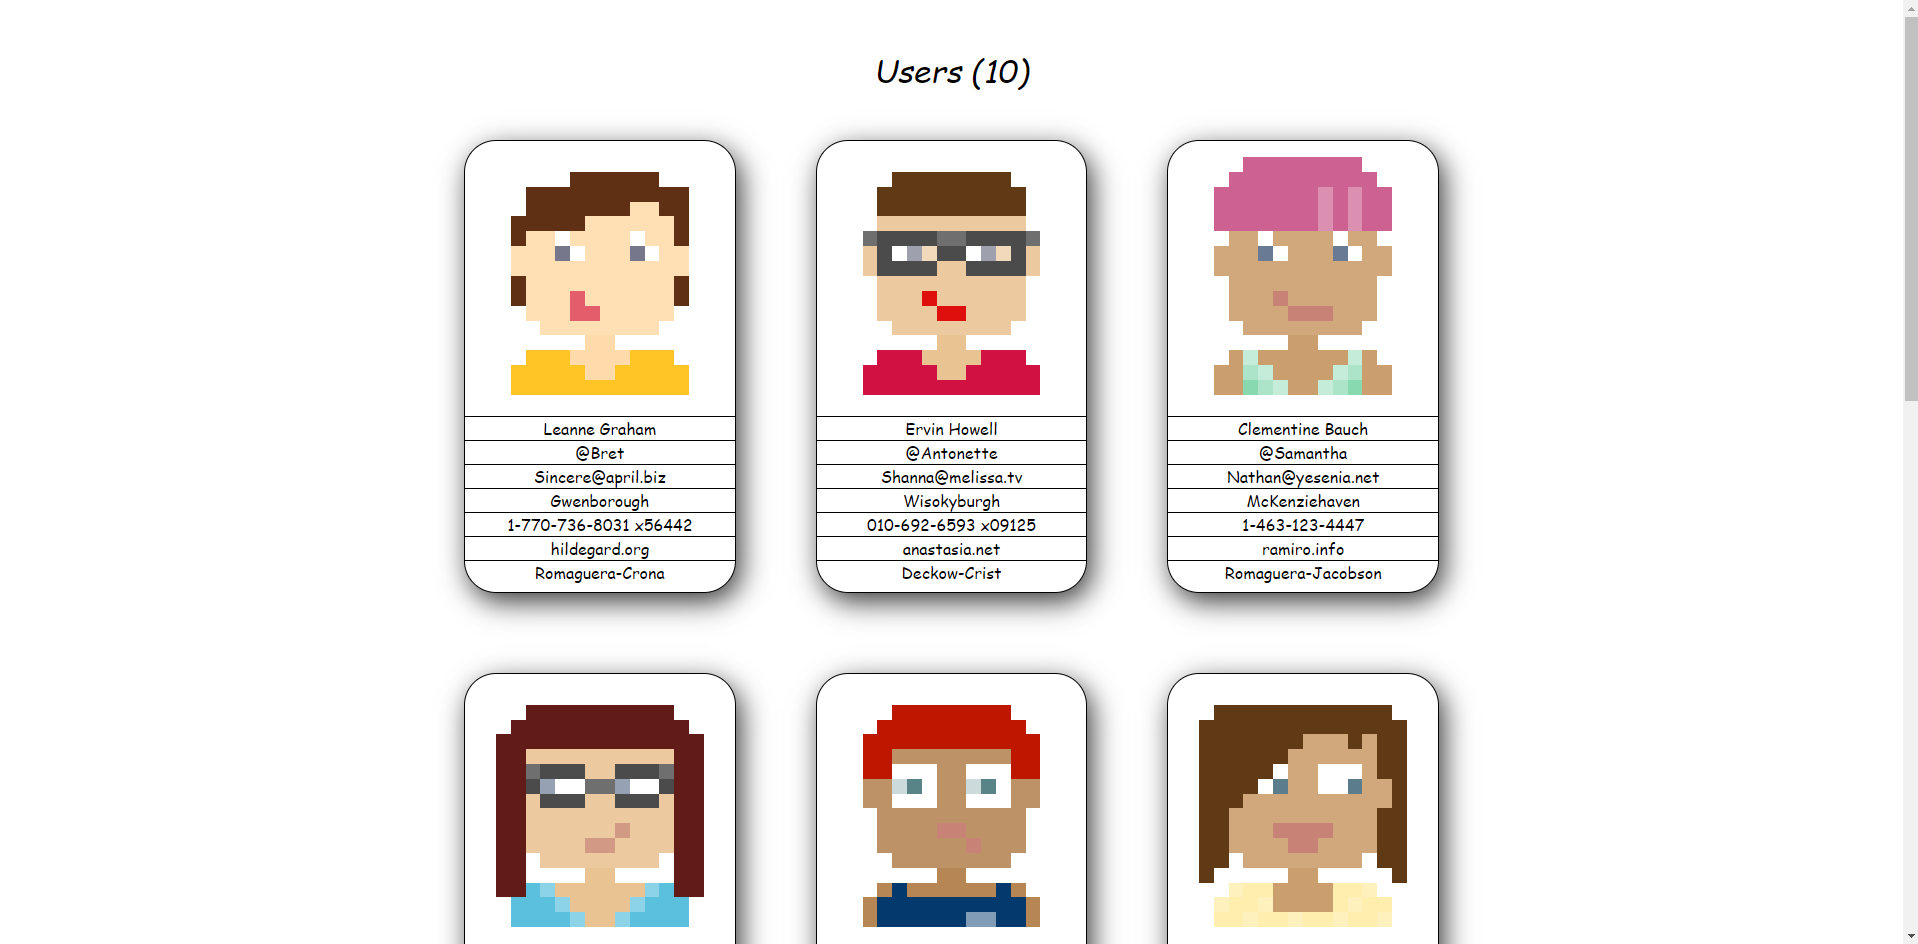 Users (10)
Leanne Graham
@Bret
Sincere@april.biz
Gwenborough
1-770-736-8031 x56442
hildegard.org
Romaguera-Crona
Ervin Howell
@Antonette
Shanna@melissa.tv
Wisokyburgh
010-692-6593 x09125
anastasia.net
Deckow-Crist
Clementine Bauch
@Samantha
Nathan@yesenia.net
McKenziehaven
1-463-123-4447
ramiro.info
Romaguera-Jacobson